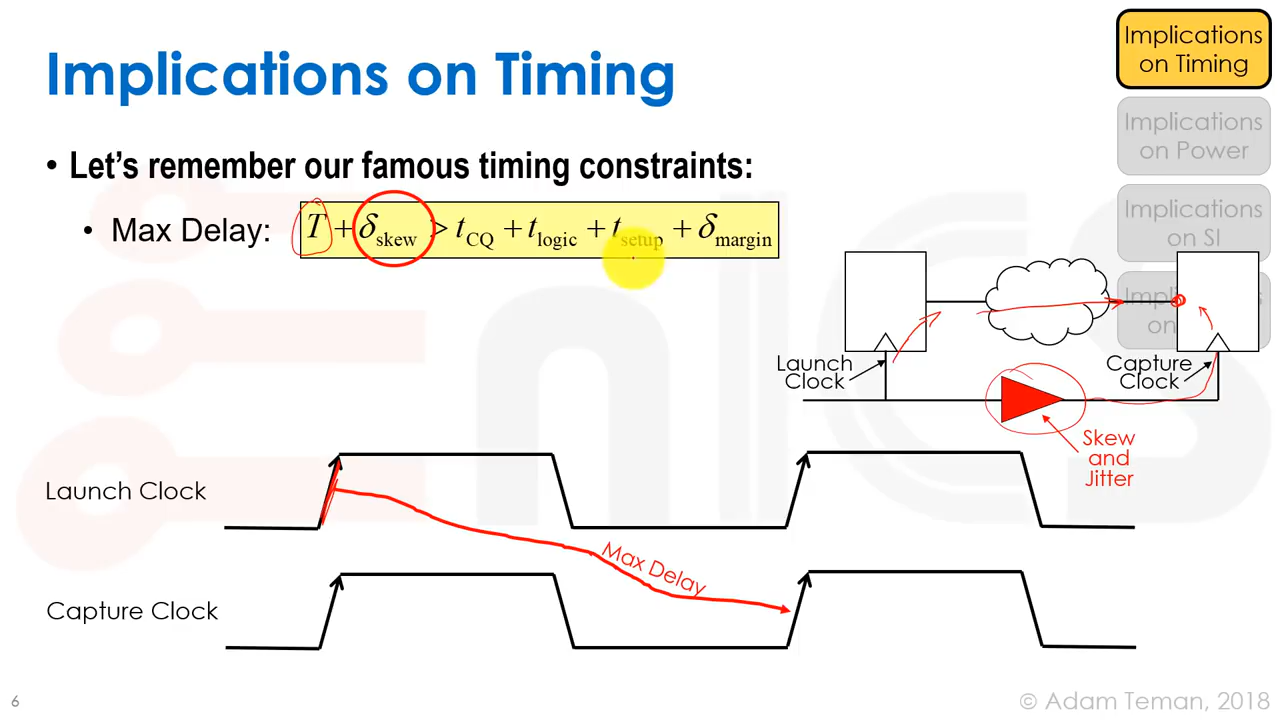 Implications on Timing
Implications
on Timing
Implications
on Power
Implications
on SI
• Let's remember our famous timing constraints:
• Max Delay: T + δskew > tCQ + tlogic + tsetup + δmargin
Launch
Clock
Capture
Clock
Skew
and
Jitter
Launch Clock
Max Delay
Capture Clock
6
© Adam Teman, 2018